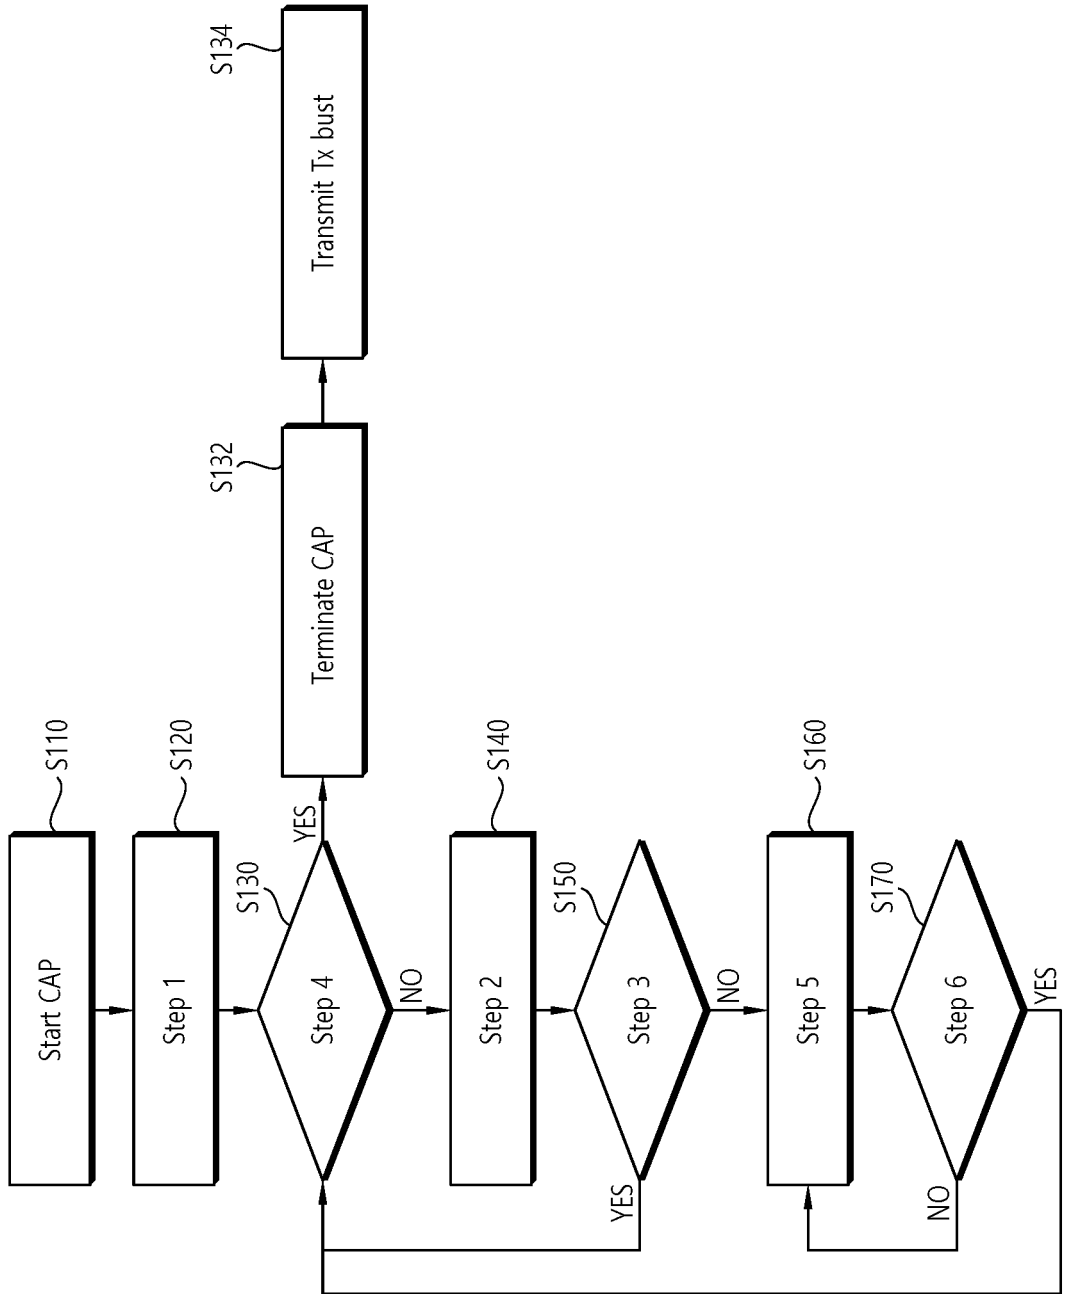 Start CAP
S110
Step 1
S120
Step 4
S130
YES
NO
Terminate CAP
S132
Transmit Tx bust
S134
Step 2
S140
Step 3
S150
YES
NO
Step 5
S160
Step 6
S170
NO
YES